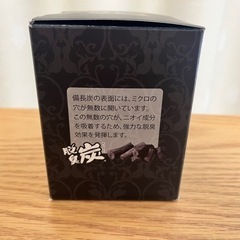 備長炭の表面には、ミクロの
穴が無数に開いています。
この無数の穴が、ニオイ成分
を吸着するため、強力な脱臭
効果を発揮します。
脱臭炭